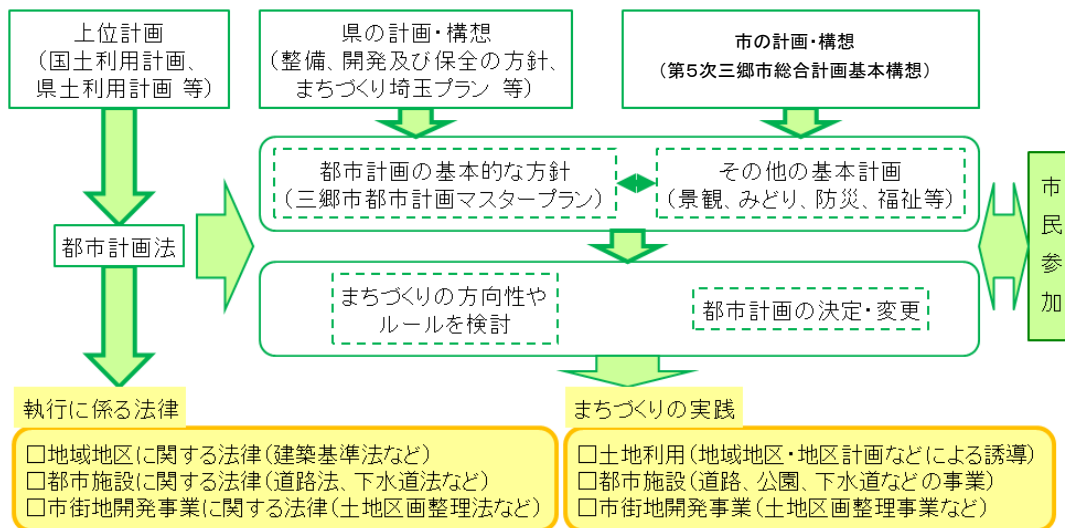 上位計画
(国土利用計画、
県土利用計画 等)
県の計画・構想
(整備、開発及び保全の方針、
まちづくり埼玉プラン 等)
市の計画・構想
(第5次三郷市総合計画基本構想)
都市計画の基本的な方針
(三郷市都市計画マスタープラン)
その他の基本計画
(景観、みどり、防災、福祉等)
市民参加
都市計画法
まちづくりの方向性や
ルールを検討
都市計画の決定・変更
執行に係る法律
□地域地区に関する法律(建築基準法など)
□都市施設に関する法律(道路法、下水道法など)
□市街地開発事業に関する法律(土地区画整理法など)
まちづくりの実践
□土地利用(地域地区・地区計画などによる誘導)
□都市施設(道路、公園、下水道などの事業)
□市街地開発事業(土地区画整理事業など)